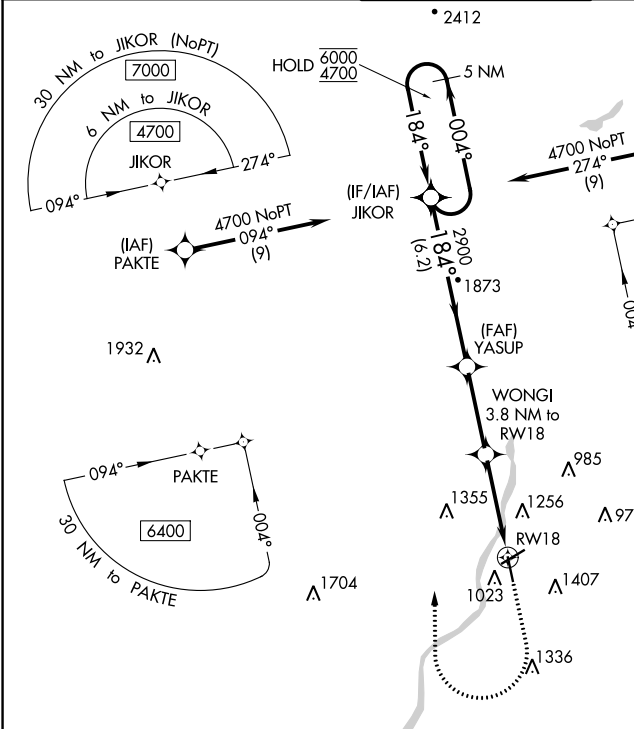 2412
30 NM to JIKOR (NoPT)
7000
6 NM to JIKOR
4700
JIKOR
094°
274°
HOLD 6000
4700
5 NM
184°
004°
4700 NoPT
274°
(9)
(IF/IAF)
JIKOR
4700 NoPT
094°
(9)
(IAF)
PAKTE
2900
184°
(6.2)
1873
004°
1932
(FAF)
YASUP
WONGI
3.8 NM to
RW18
094°
PAKTE
004°
6400
30 NM to PAKTE
985
1355
1256
97
RW18
1704
1023
1407
1336